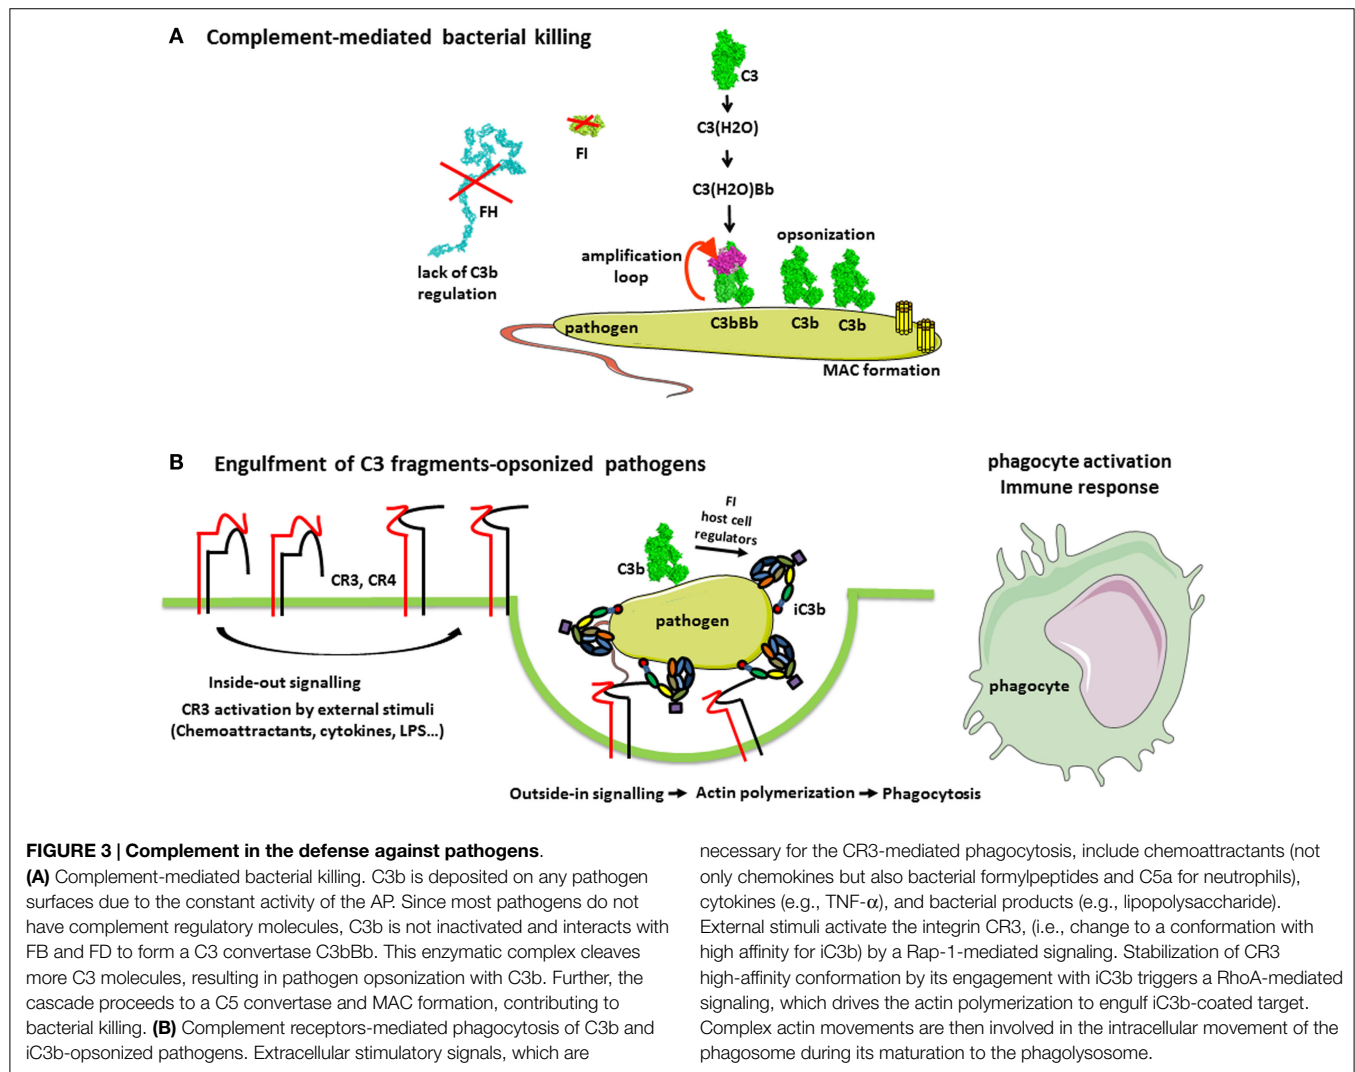 A Complement-mediated bacterial killing
C3
C3(H2O)
FI
C3(H2O)Bb
FH
opsonization
amplification
loop
lack of C3b
regulation
pathogen
C3bBb
C3b
C3b
MAC formation
B Engulfment of C3 fragments-opsonized pathogens
phagocyte activation
Immune response
FI
host cell
regulators
C3b
CR3, CR4
iC3b
pathogen
phagocyte
Inside-out signalling
CR3 activation by external stimuli
(Chemoattractants, cytokines, LPS...)
Outside-in signalling → Actin polymerization → Phagocytosis
FIGURE 3 | Complement in the defense against pathogens.
(A) Complement-mediated bacterial killing. C3b is deposited on any pathogen
surfaces due to the constant activity of the AP. Since most pathogens do not
have complement regulatory molecules, C3b is not inactivated and interacts with
FB and FD to form a C3 convertase C3bBb. This enzymatic complex cleaves
more C3 molecules, resulting in pathogen opsonization with C3b. Further, the
cascade proceeds to a C5 convertase and MAC formation, contributing to
bacterial killing. (B) Complement receptors-mediated phagocytosis of C3b and
iC3b-opsonized pathogens. Extracellular stimulatory signals, which are
necessary for the CR3-mediated phagocytosis, include chemoattractants (not
only chemokines but also bacterial formylpeptides and C5a for neutrophils),
cytokines (e.g., TNF-α), and bacterial products (e.g., lipopolysaccharide).
External stimuli activate the integrin CR3, (i.e., change to a conformation with
high affinity for iC3b) by a Rap-1-mediated signaling. Stabilization of CR3
high-affinity conformation by its engagement with iC3b triggers a RhoA-mediated
signaling, which drives the actin polymerization to engulf iC3b-coated target.
Complex actin movements are then involved in the intracellular movement of the
phagosome during its maturation to the phagolysosome.